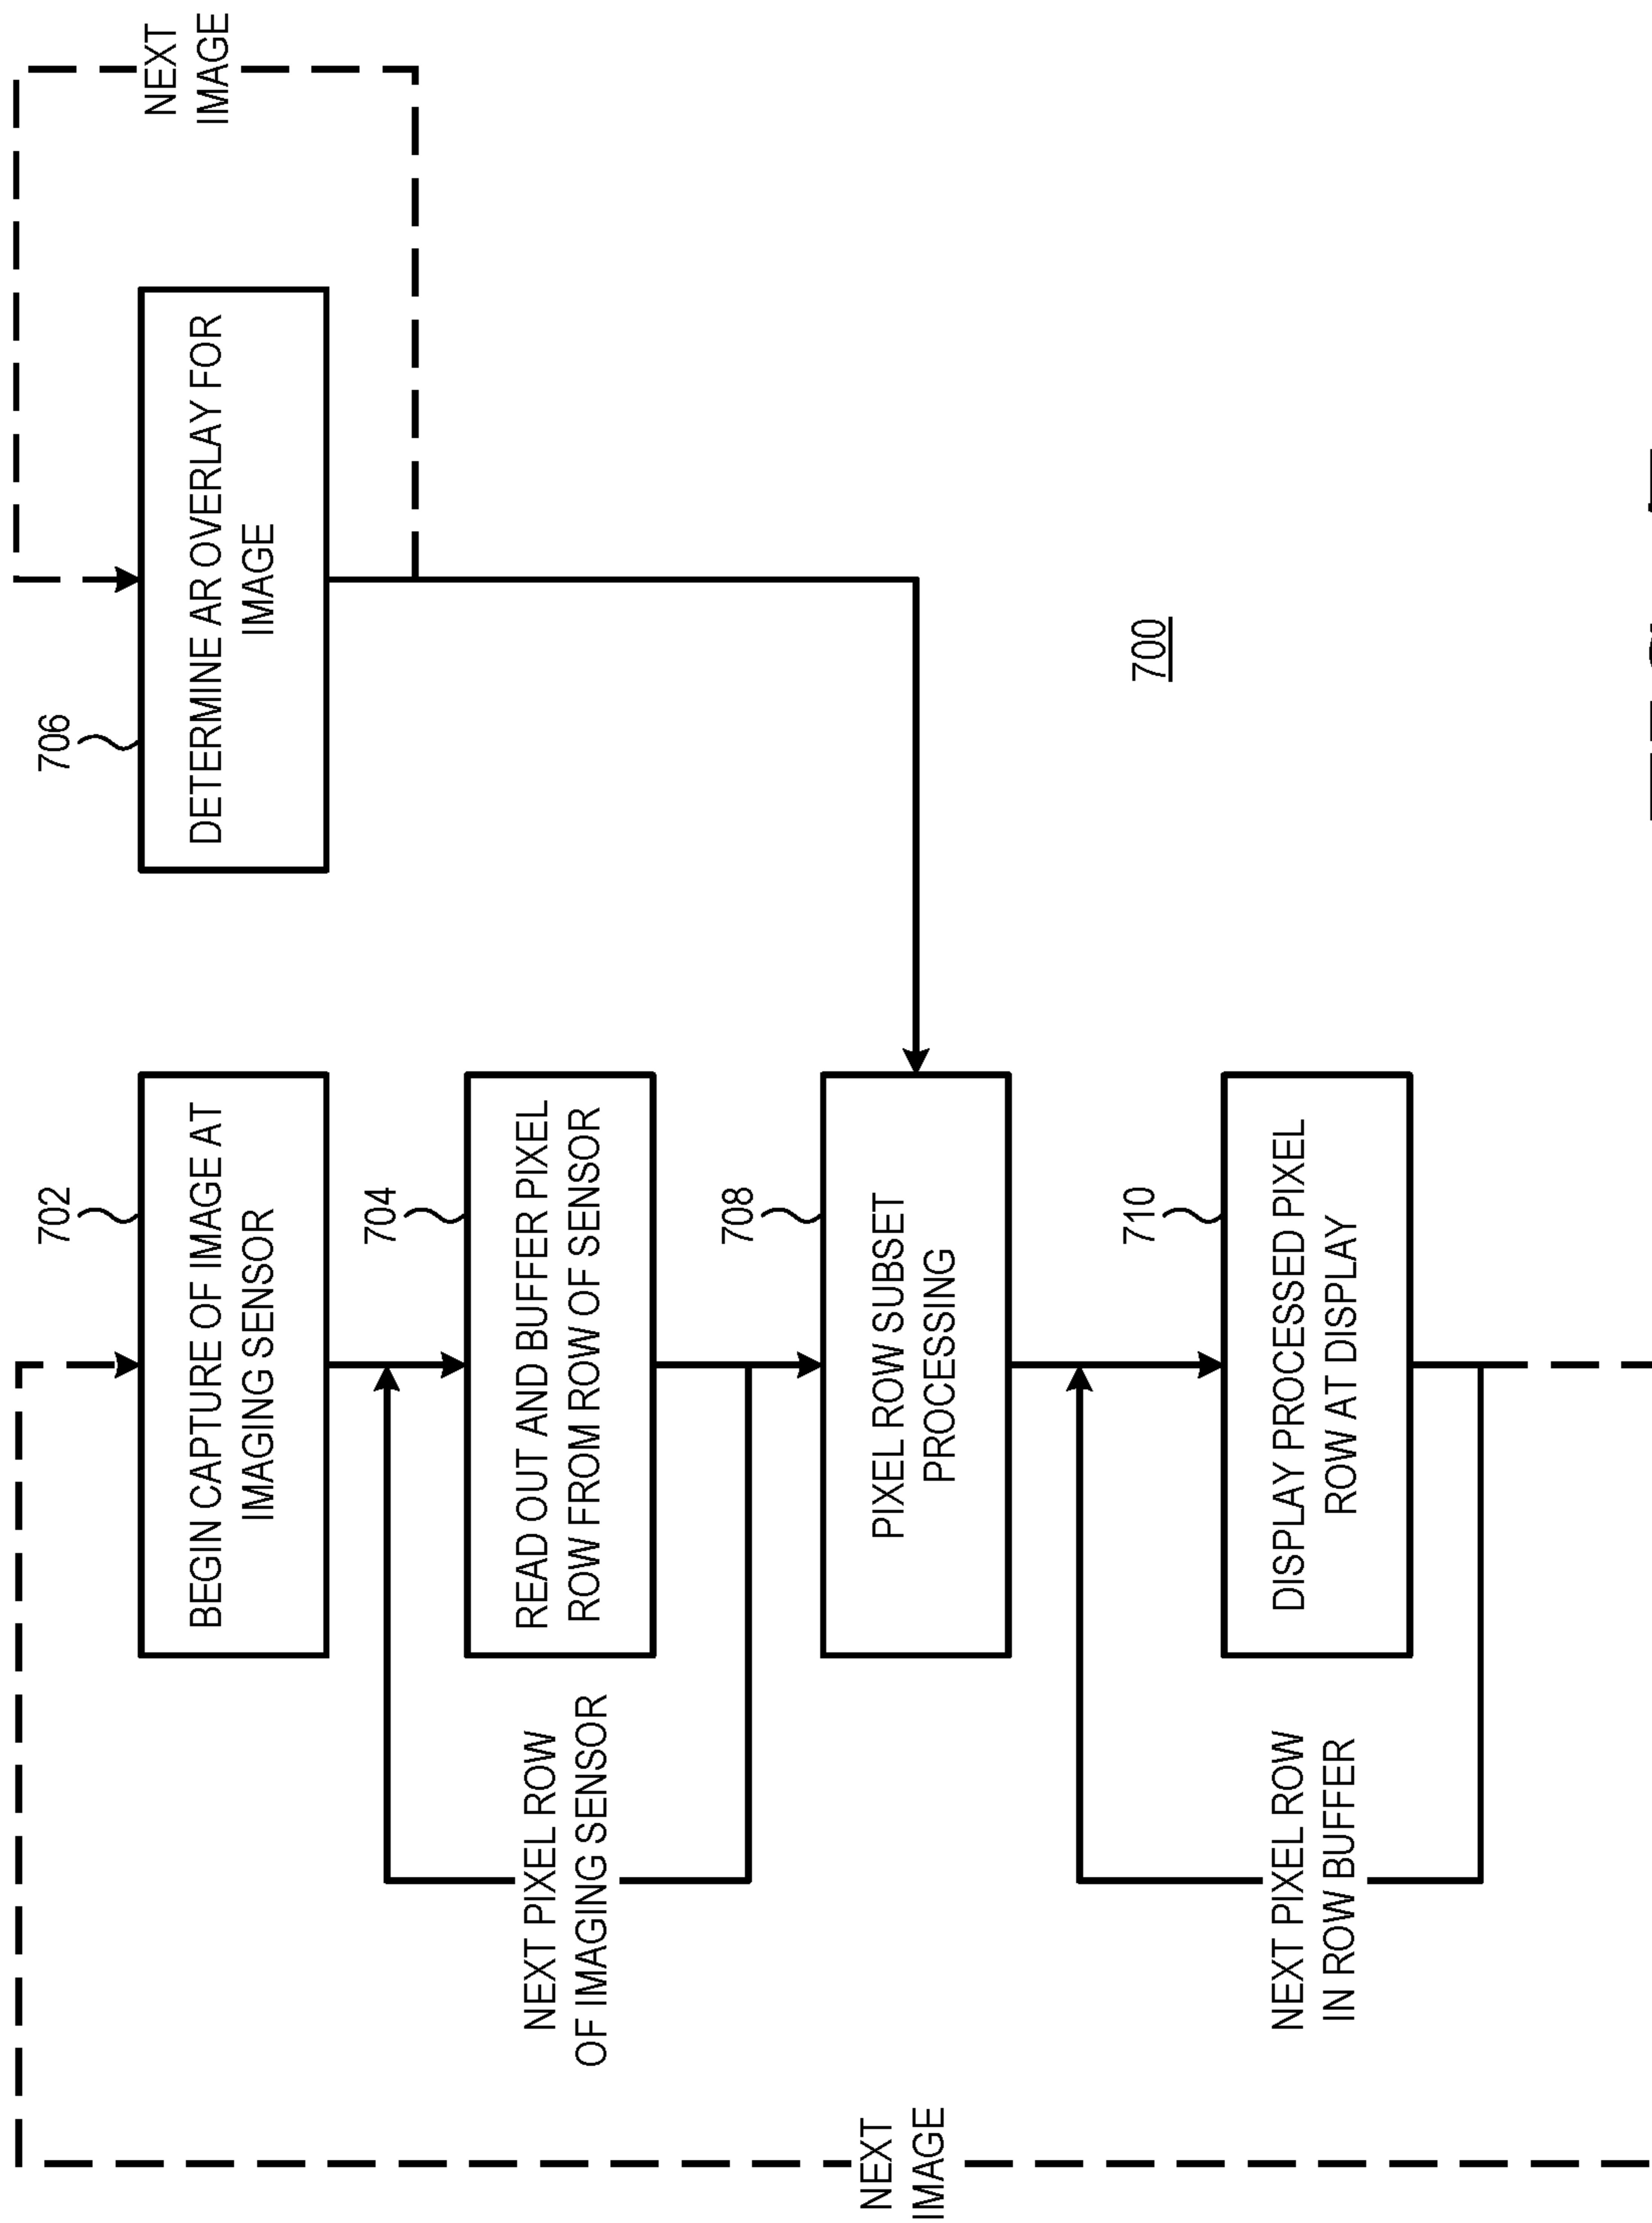 702
BEGIN CAPTURE OF IMAGE AT
IMAGING SENSOR
706
DETERMINE AR OVERLAY FOR
IMAGE
NEXT
IMAGE
704
READ OUT AND BUFFER PIXEL
ROW FROM ROW OF SENSOR
NEXT PIXEL ROW
OF IMAGING SENSOR
708
PIXEL ROW SUBSET
PROCESSING
NEXT
IMAGE
700
710
DISPLAY PROCESSED PIXEL
ROW AT DISPLAY
NEXT PIXEL ROW
IN ROW BUFFER